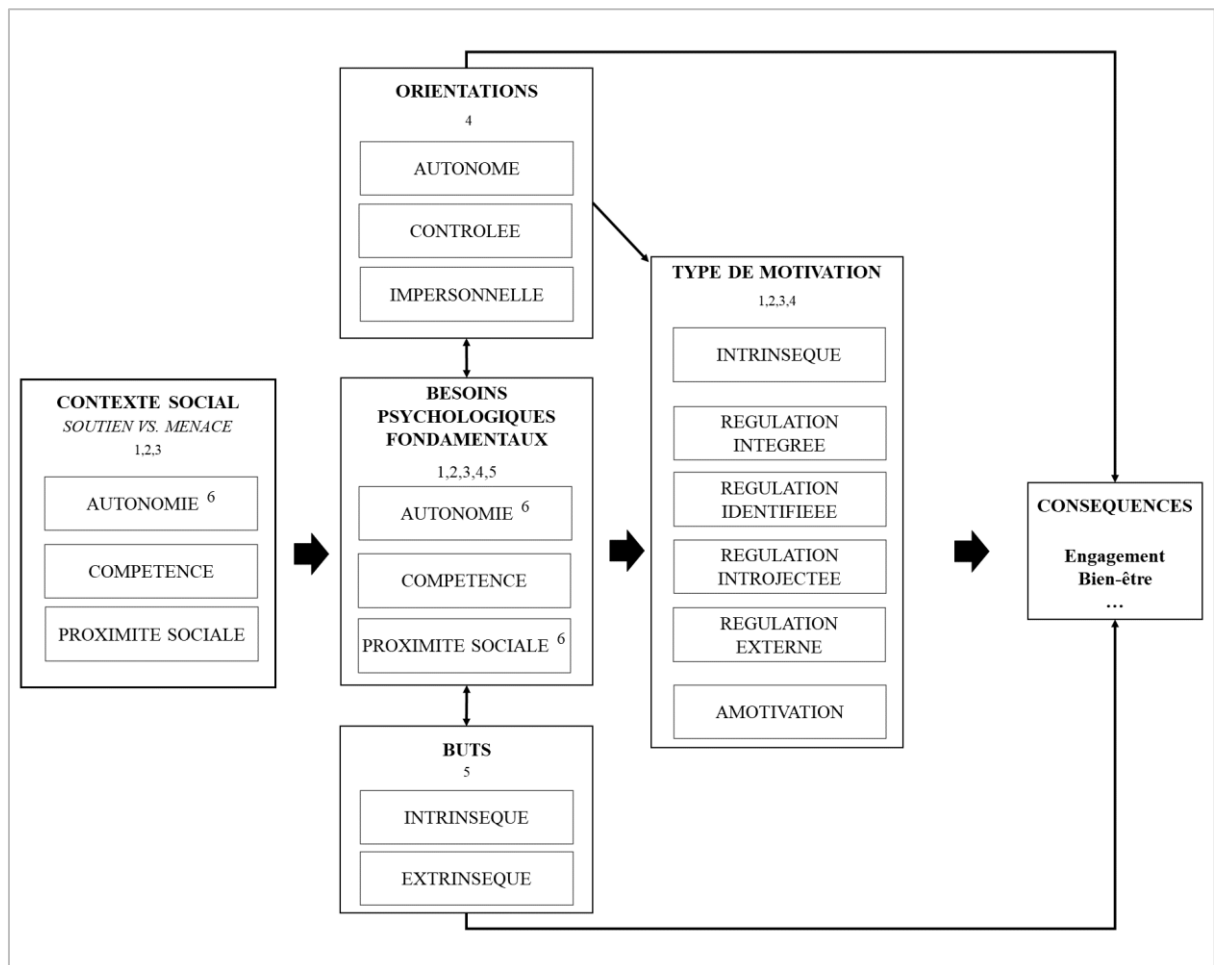 ORIENTATIONS
4
AUTONOME
CONTROLEE
IMPERSONNELLE
CONTEXTE SOCIAL
SOUTIEN VS. MENACE
1,2,3
AUTONOMIE 6
COMPETENCE
PROXIMITE SOCIALE
BESOINS
PSYCHOLOGIQUES
FONDAMENTAUX
1,2,3,4,5
AUTONOMIE 6
COMPETENCE
PROXIMITE SOCIALE 6
BUTS
5
INTRINSEQUE
EXTRINSEQUE
TYPE DE MOTIVATION
1,2,3,4
INTRINSEQUE
REGULATION
INTEGREE
REGULATION
IDENTIFIEEE
REGULATION
INTROJECTEE
REGULATION
EXTERNE
AMOTIVATION
CONSEQUENCES
Engagement
Bien-être
…